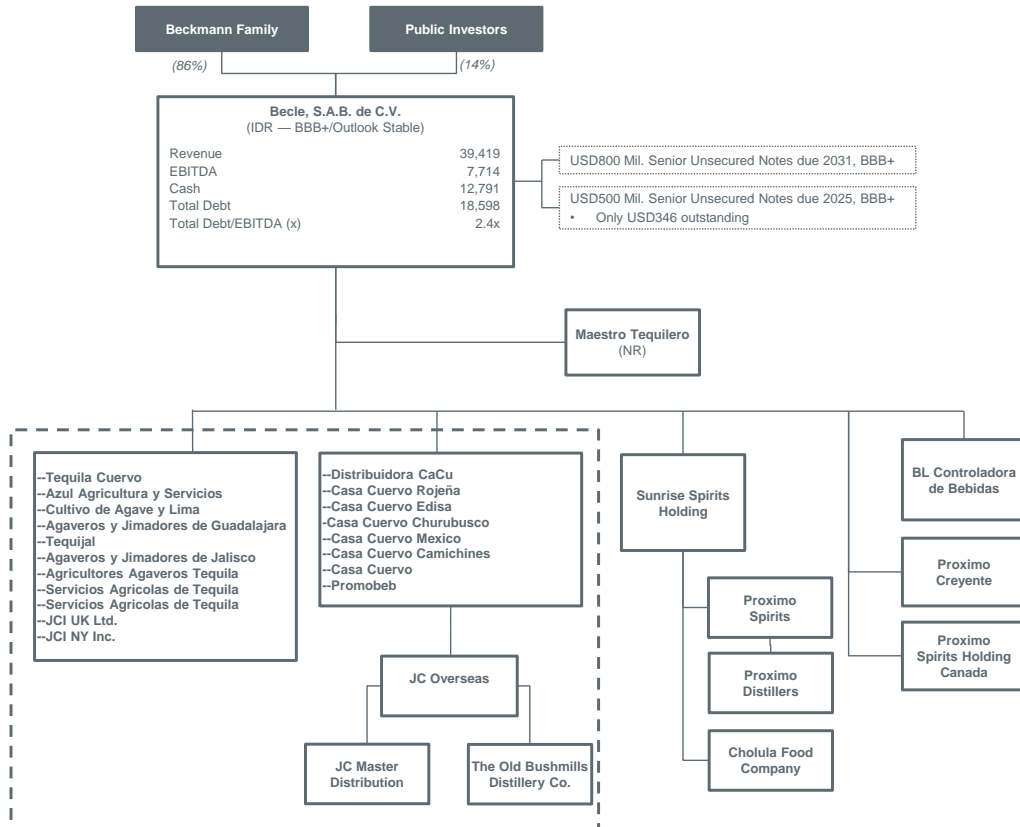 Beckmann Family
Public Investors
(86%)
(14%)
Becle, S.A.B. de C.V.
(IDR — BBB+/Outlook Stable)
Revenue 39,419
EBITDA 7,714
Cash 12,791
Total Debt 18,598
Total Debt/EBITDA (x) 2.4x
USD800 Mil. Senior Unsecured Notes due 2031, BBB+
USD500 Mil. Senior Unsecured Notes due 2025, BBB+
• Only USD346 outstanding
Maestro Tequilero
(NR)
--Tequila Cuervo
--Azul Agricultura y Servicios
--Cultivo de Agave y Lima
--Agaveros y Jimadores de Guadalajara
--Tequijal
--Agaveros y Jimadores de Jalisco
--Agricultores Agaveros Tequila
--Servicios Agricolas de Tequila
--Servicios Agricolas de Tequila
--JCI UK Ltd.
--JCI NY Inc.
--Distribuidora CaCu
--Casa Cuervo Rojeña
--Casa Cuervo Edisa
-Casa Cuervo Churubusco
--Casa Cuervo Mexico
--Casa Cuervo Camichines
--Casa Cuervo
--Promobeb
JC Overseas
JC Master
Distribution
The Old Bushmills
Distillery Co.
Sunrise Spirits
Holding
Proximo
Spirits
Proximo
Distillers
Cholula Food
Company
BL Controladora
de Bebidas
Proximo
Creyente
Proximo
Spirits Holding
Canada